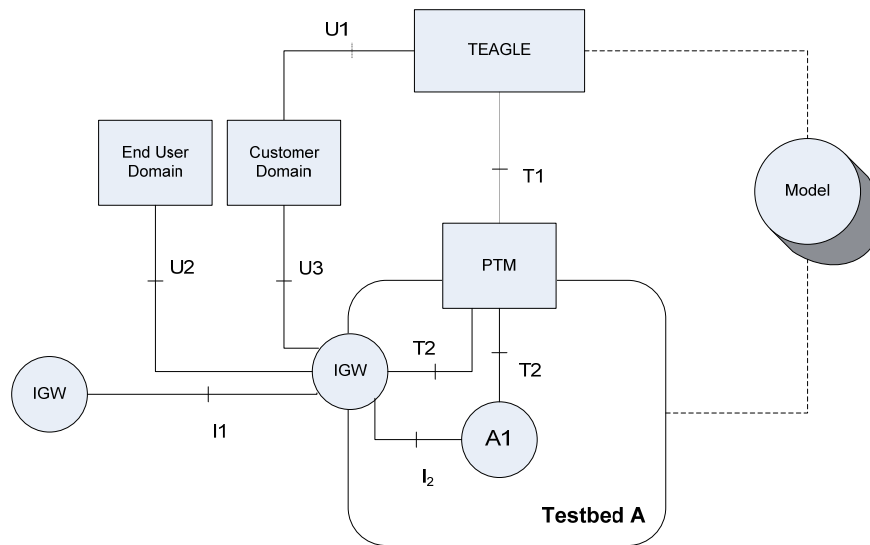 U1
TEAGLE
End User
Domain
Customer
Domain
T1
Model
U2
U3
PTM
IGW
T2
T2
IGW
I1
A1
I₂
Testbed A